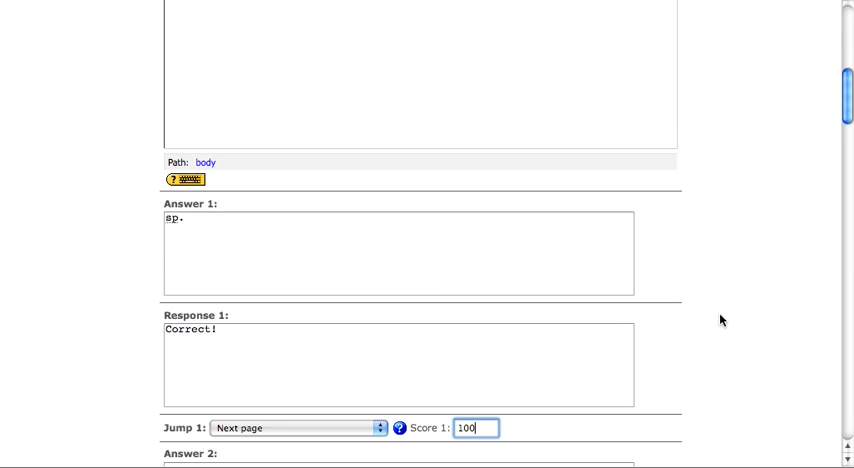 Path: body
?
Answer 1:
sp.
Response 1:
Correct!
Jump 1: Next page ? Score 1: 100
Answer 2: